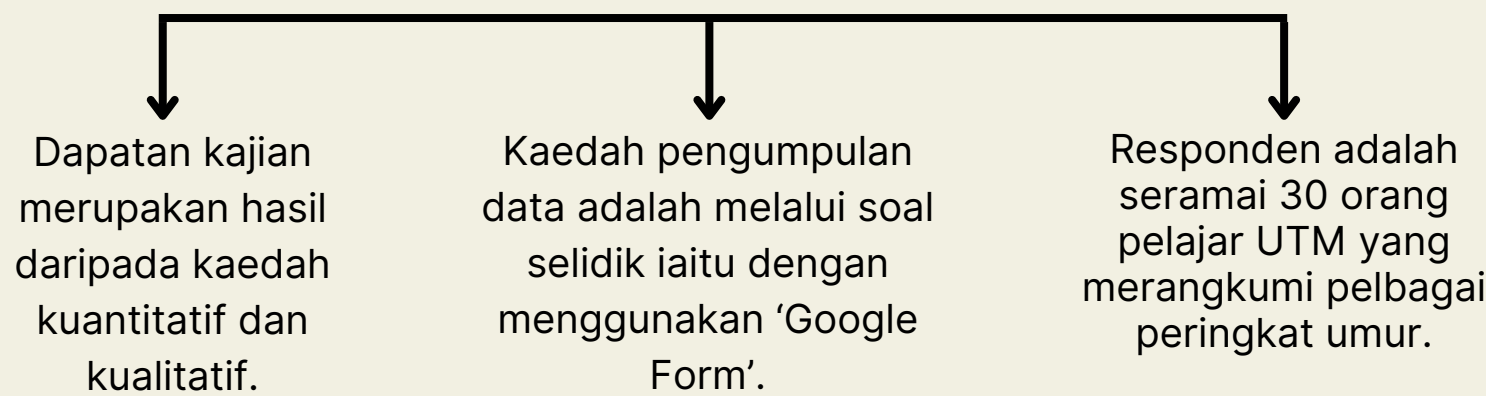 Dapatan kajian
merupakan hasil
daripada kaedah
kuantitatif dan
kualitatif.
Kaedah pengumpulan
data adalah melalui soal
selidik iaitu dengan
menggunakan ‘Google
Form’.
Responden adalah
seramai 30 orang
pelajar UTM yang
merangkumi pelbagai
peringkat umur.